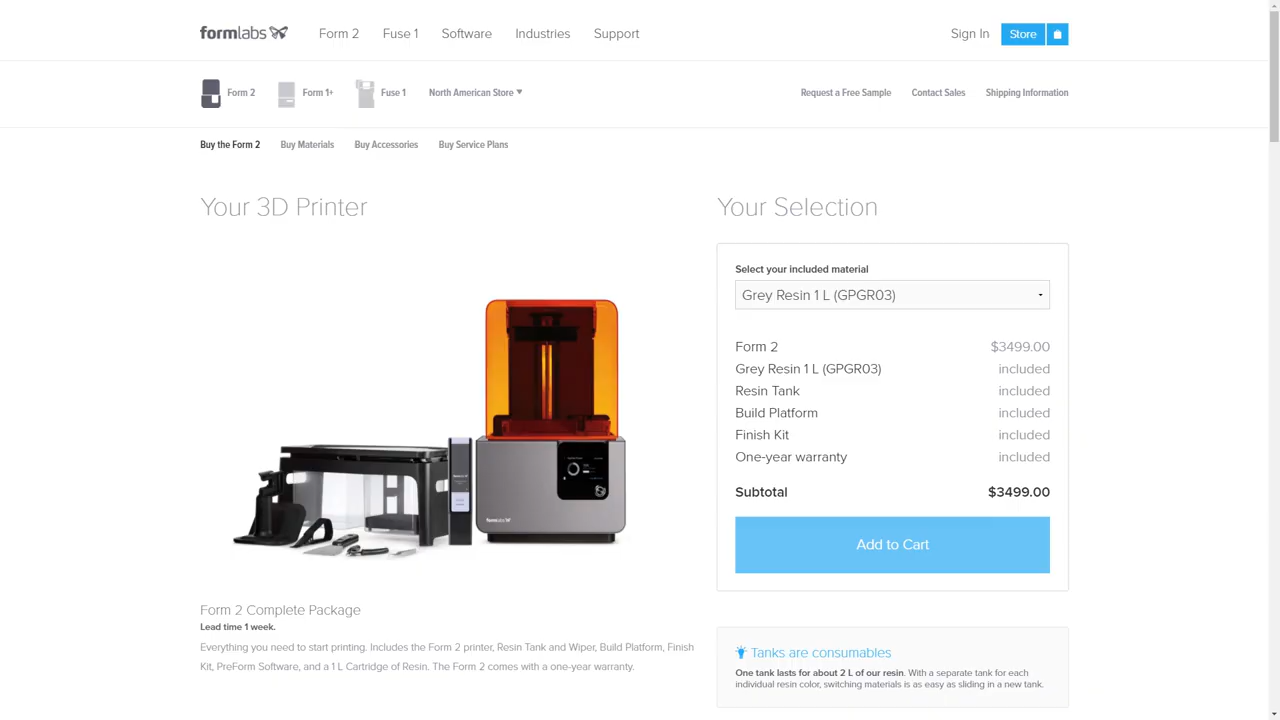 formlabs
Form 2
Fuse 1
Software
Industries
Support
Sign In
Store
Form 2
Form 1+
Fuse 1
North American Store
Request a Free Sample
Contact Sales
Shipping Information
Buy the Form 2
Buy Materials
Buy Accessories
Buy Service Plans
Your 3D Printer
formlabs
Form 2 Complete Package
Lead time 1 week.
Everything you need to start printing. Includes the Form 2 printer, Resin Tank and Wiper, Build Platform, Finish
Kit, PreForm Software, and a 1 L Cartridge of Resin. The Form 2 comes with a one-year warranty.
Your Selection
Select your included material
Grey Resin 1 L (GPGR03)
Form 2 $3499.00
Grey Resin 1 L (GPGR03) included
Resin Tank included
Build Platform included
Finish Kit included
One-year warranty included
Subtotal $3499.00
Add to Cart
Tanks are consumables
One tank lasts for about 2 L of our resin. With a separate tank for each
individual resin color, switching materials is as easy as sliding in a new tank.